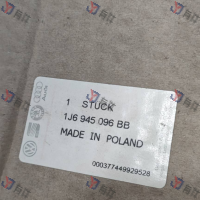 1 STUCK
1J6 945 096 BB
MADE IN POLAND
000377449929528